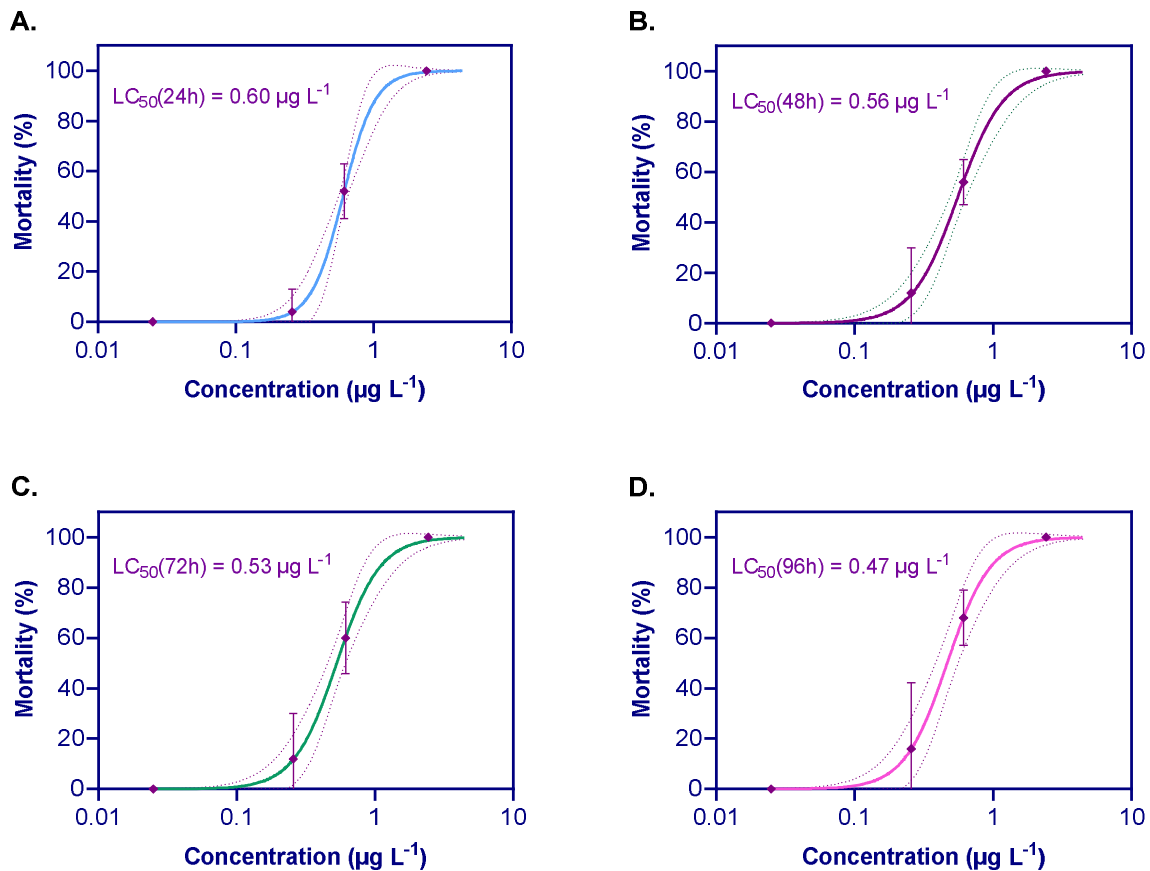 A.
LC50(24h) = 0.60 µg L-1
Mortality (%)
100
80
60
40
20
0
0.01 0.1 1 10
Concentration (µg L-1)
B.
LC50(48h) = 0.56 µg L-1
Mortality (%)
100
80
60
40
20
0
0.01 0.1 1 10
Concentration (µg L-1)
C.
LC50(72h) = 0.53 µg L-1
Mortality (%)
100
80
60
40
20
0
0.01 0.1 1 10
Concentration (µg L-1)
D.
LC50(96h) = 0.47 µg L-1
Mortality (%)
100
80
60
40
20
0
0.01 0.1 1 10
Concentration (µg L-1)